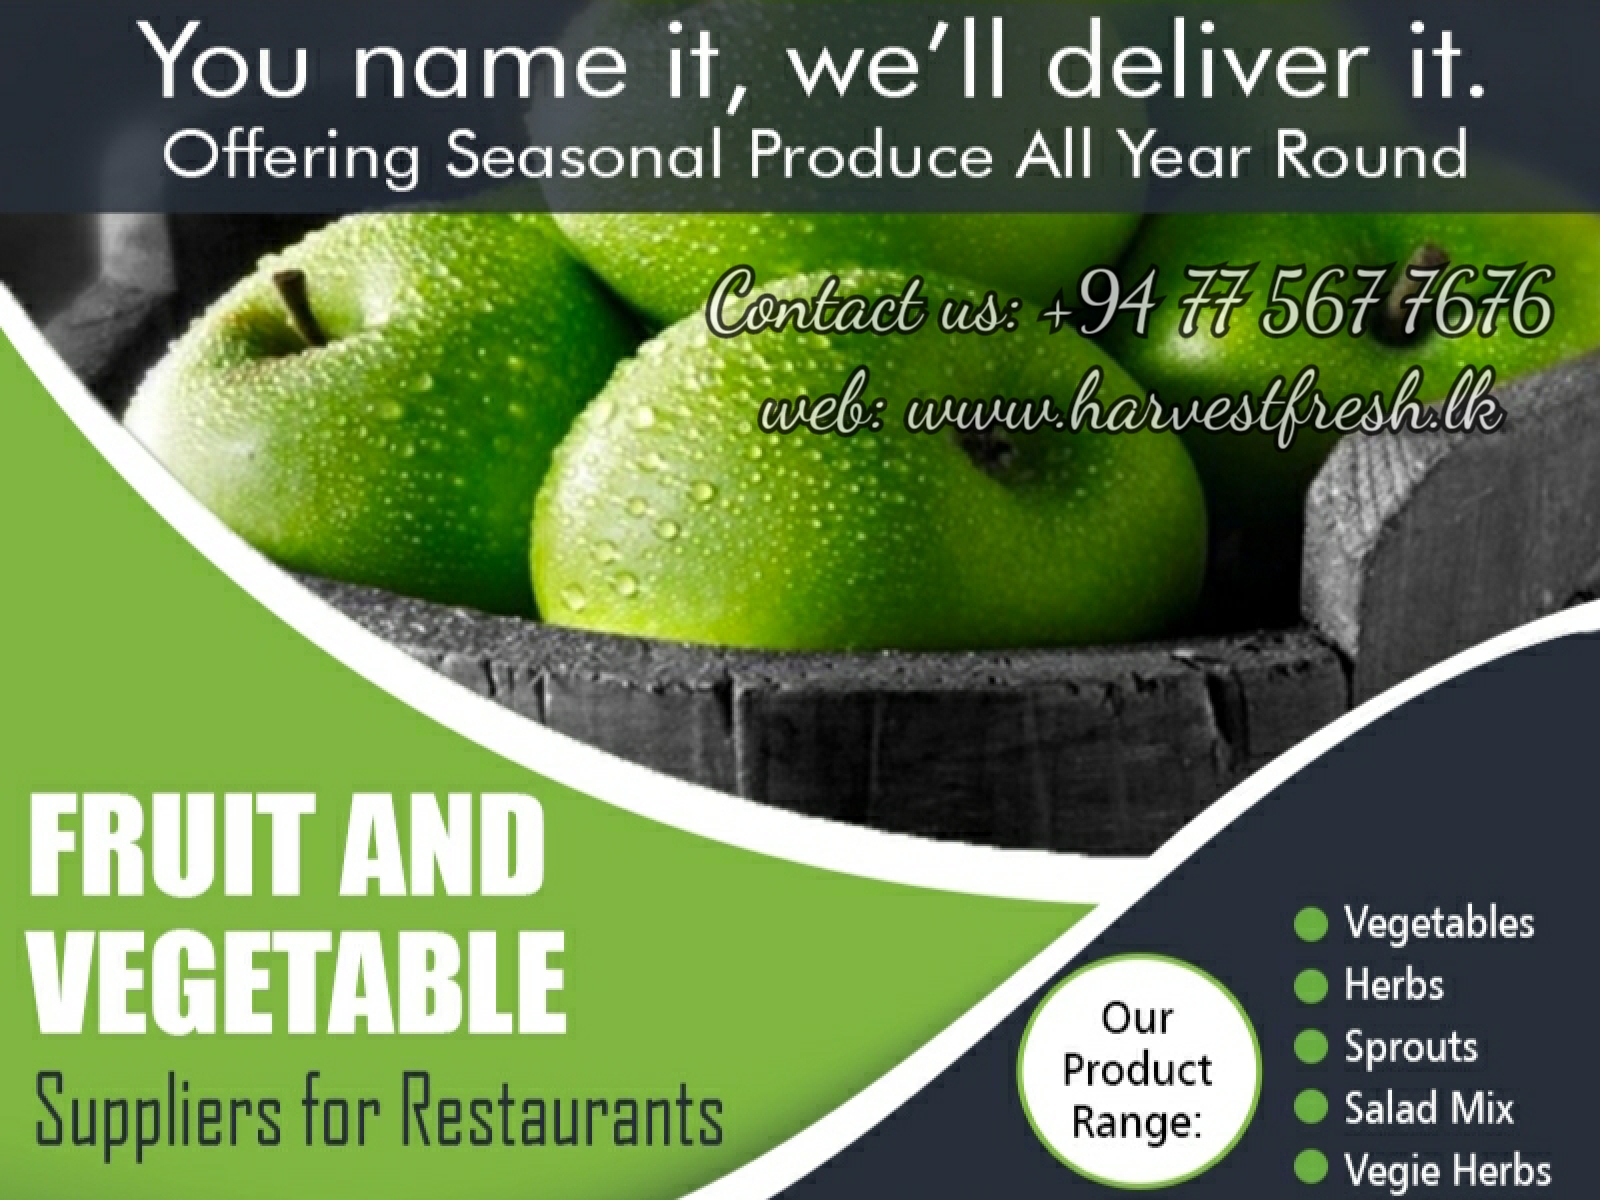 You name it, we'll deliver it.
Offering Seasonal Produce All Year Round
Contact us: +94 77 567 7676
web: www.harvestfresh.lk
FRUIT AND
VEGETABLE
Suppliers for Restaurants
Our
Product
Range:
Vegetables
Herbs
Sprouts
Salad Mix
Vegie Herbs